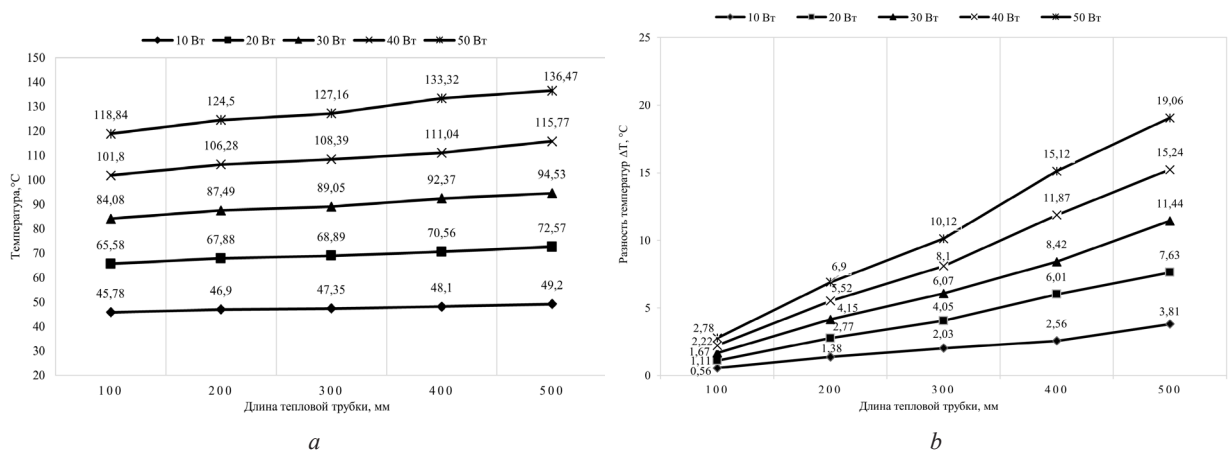 10 Вт 20 Вт 30 Вт 40 Вт 50 Вт
Температура,°С
150
140
130
120
110
100
90
80
70
60
50
40
30
20
118,84 124,5 127,16 133,32 136,47
101,8 106,28 108,39 111,04 115,77
84,08 87,49 89,05 92,37 94,53
65,58 67,88 68,89 70,56 72,57
45,78 46,9 47,35 48,1 49,2
100 200 300 400 500
Длина тепловой трубки, мм
a
10 Вт 20 Вт 30 Вт 40 Вт 50 Вт
Разность температур ΔТ, °С
25
20
15
10
5
0
2,78 6,9 10,12 15,12 19,06
2,22 5,52 8,1 11,87 15,24
1,67 4,15 6,07 8,42 11,44
1,11 2,77 4,05 6,01 7,63
0,56 1,38 2,03 2,56 3,81
100 200 300 400 500
Длина тепловой трубки, мм
b